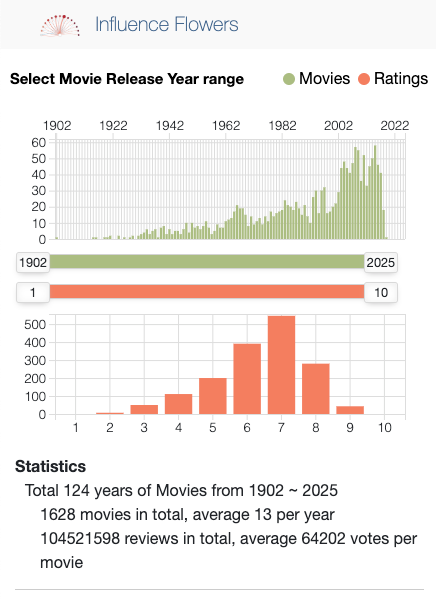 Influence Flowers
Select Movie Release Year range
Movies Ratings
1902 1922 1942 1962 1982 2002 2022
60
50
40
30
20
10
0
1902 2025
1 10
500
400
300
200
100
0
1 2 3 4 5 6 7 8 9 10
Statistics
Total 124 years of Movies from 1902 ~ 2025
1628 movies in total, average 13 per year
104521598 reviews in total, average 64202 votes per
movie